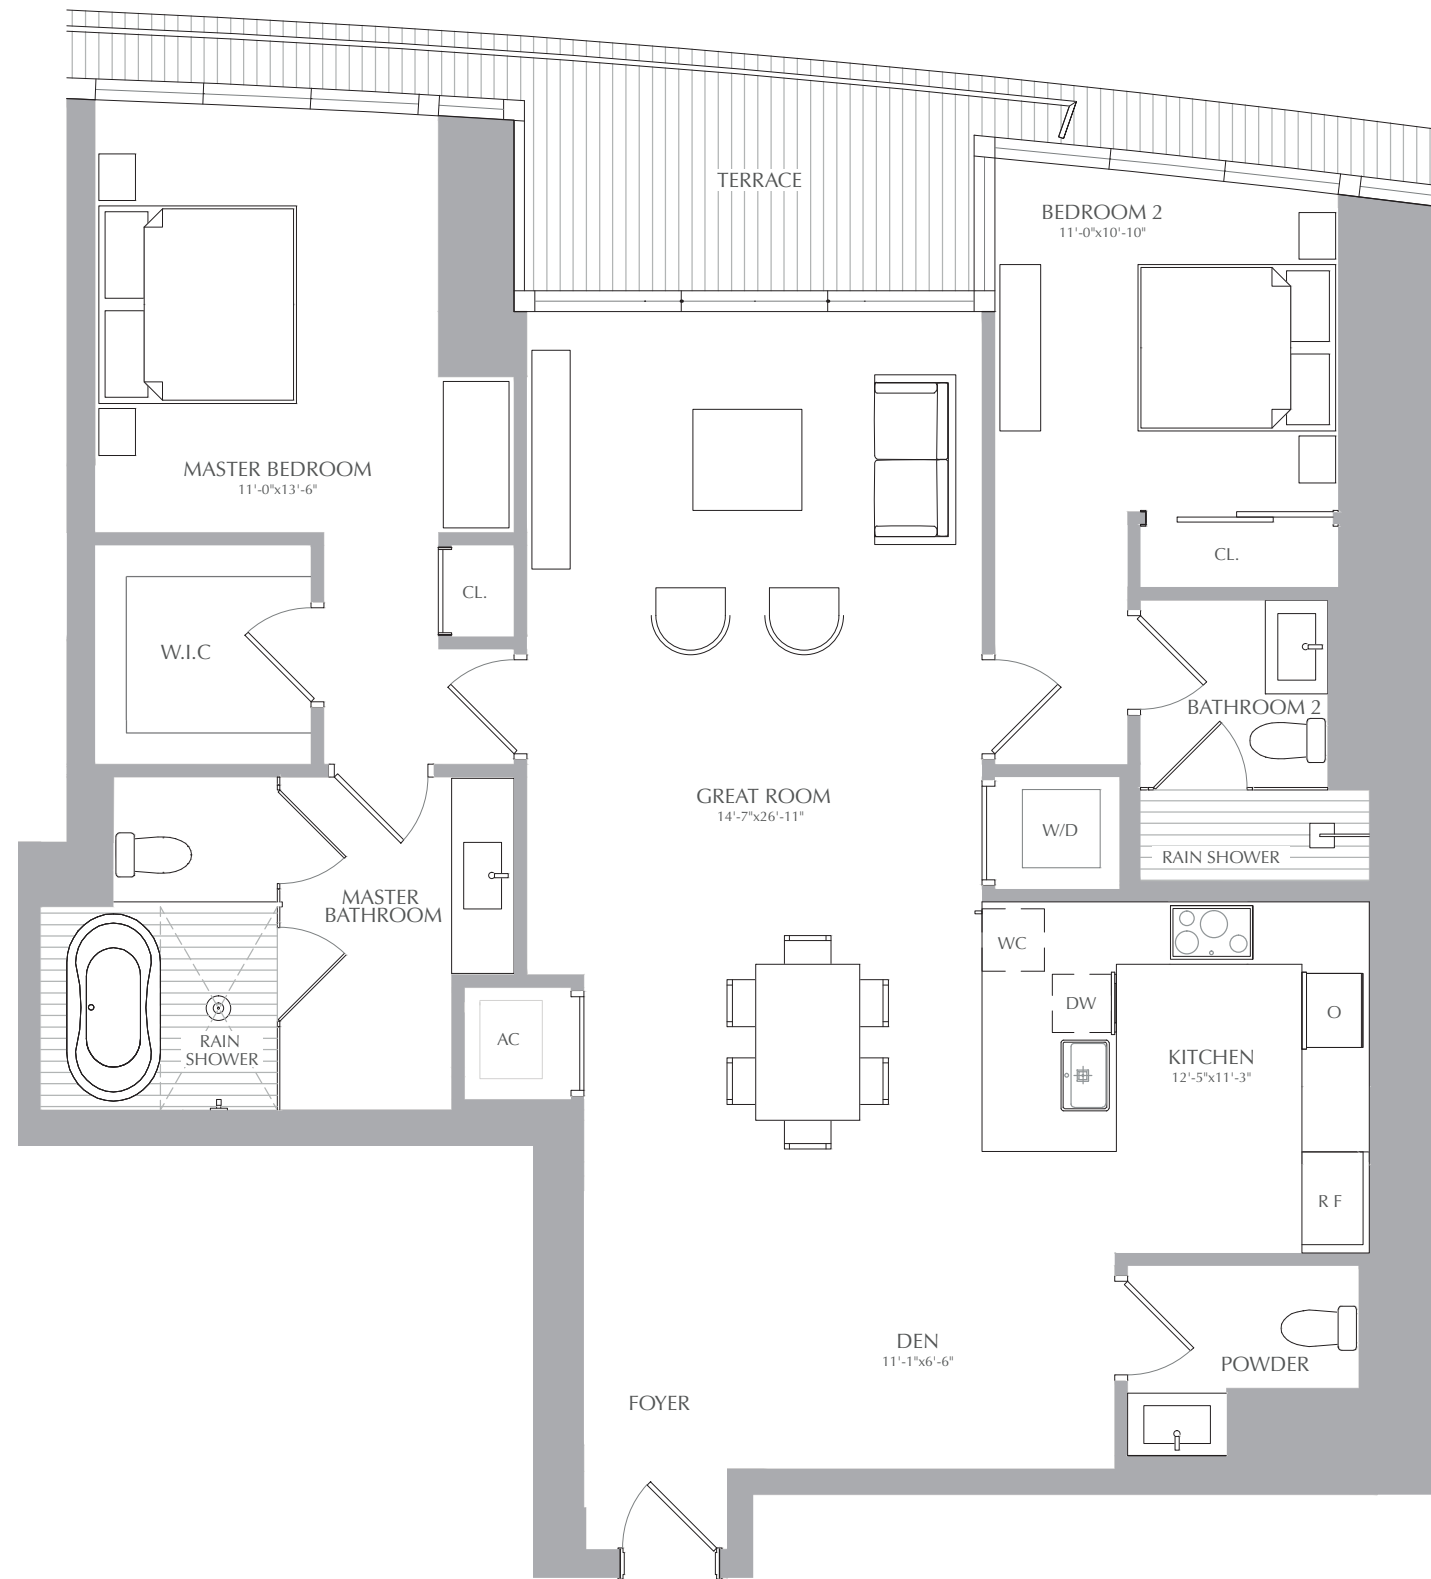 TERRACE
BEDROOM 2
11'-0"x10'-10"
MASTER BEDROOM
11'-0"x13'-6"
CL.
CL.
W.I.C
BATHROOM 2
GREAT ROOM
14'-7"x26'-11"
W/D
RAIN SHOWER
MASTER
BATHROOM
WC
DW
O
RAIN
SHOWER
AC
KITCHEN
12'-5"x11'-3"
R F
DEN
11'-1"x6'-6"
POWDER
FOYER